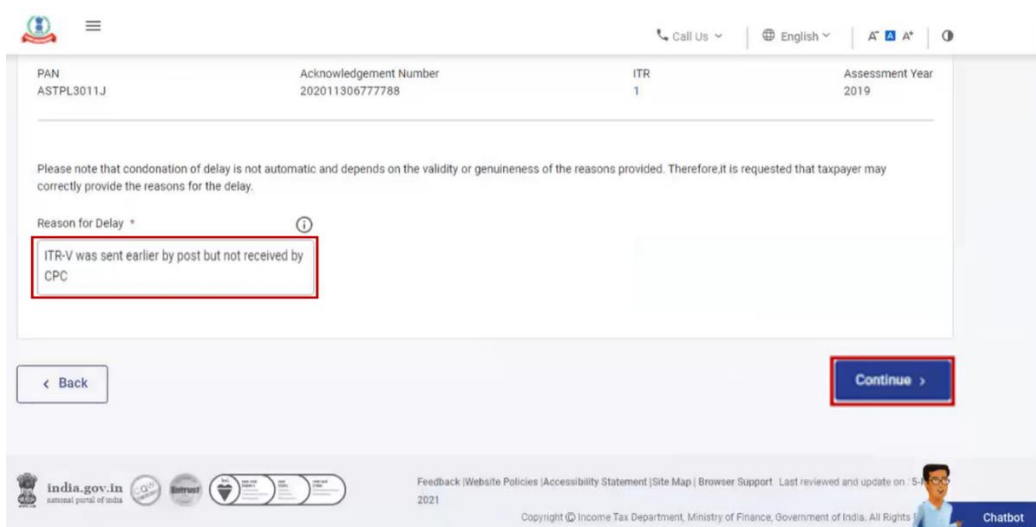 Call Us
English
A- A A+
PAN Acknowledgement Number ITR Assessment Year
ASTPL3011J 202011306777788 1 2019
Please note that condonation of delay is not automatic and depends on the validity or genuineness of the reasons provided. Therefore,it is requested that taxpayer may
correctly provide the reasons for the delay.
Reason for Delay *
ITR-V was sent earlier by post but not received by
CPC
< Back
Continue >
india.gov.in
national portal of india
Entrust
Feedback |Website Policies |Accessibility Statement |Site Map | Browser Support Last reviewed and update on : 5-
2021
Copyright © Income Tax Department, Ministry of Finance, Government of India. All Rights
Chatbot